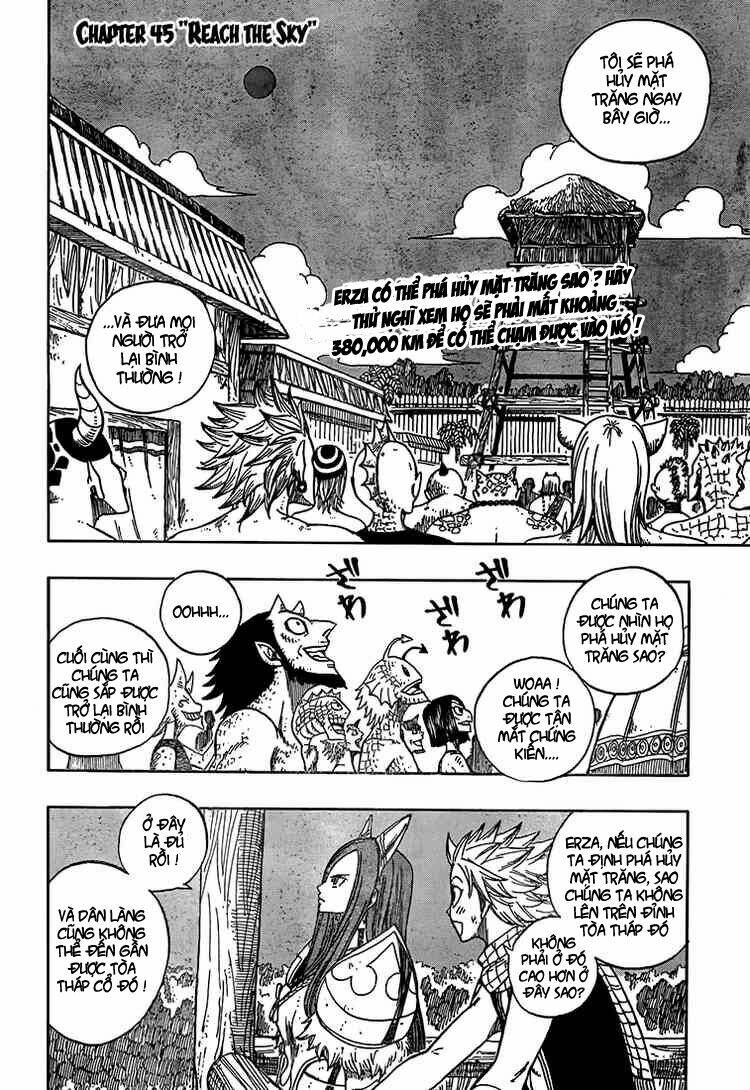 CHAPTER 45 "REACH THE SKY"
TÔI SẼ PHÁ
HỦY MẶT
TRĂNG NGAY
BÂY GIỜ...
ERZA CÓ THỂ PHÁ HỦY MẶT TRĂNG SAO ? HÃY
THỬ NGHĨ XEM HỌ SẼ PHẢI MẤT KHOẢNG
380,000 KM ĐỂ CÓ THỂ CHẠM ĐƯỢC VÀO NÓ !
...VÀ ĐƯA MỌI
NGƯỜI TRỞ
LẠI BÌNH
THƯỜNG !
CHÚNG TA
ĐƯỢC NHÌN HỌ
PHÁ HỦY MẶT
TRĂNG SAO?
WOAA !
CHÚNG TA
ĐƯỢC TẬN
MẮT CHỨNG
KIẾN....
ざわ
ざわ
ざわ
OOHHH...
CUỐI CÙNG THÌ
CHÚNG TA
CŨNG SẮP ĐƯỢC
TRỞ LẠI BÌNH
THƯỜNG RỒI
ERZA, NẾU CHÚNG
TA ĐỊNH PHÁ HỦY
MẶT TRĂNG, SAO
CHÚNG TA KHÔNG
LÊN TRÊN ĐỈNH
TÒA THÁP ĐÓ
KHÔNG
PHẢI Ở ĐÓ
CAO HƠN Ở
ĐÂY SAO?
Ở ĐÂY
LÀ ĐỦ
RỒI !
VÀ DÂN LÀNG
CŨNG KHÔNG
THỂ ĐẾN GẦN
ĐƯỢC TÒA
THÁP CỔ ĐÓ !